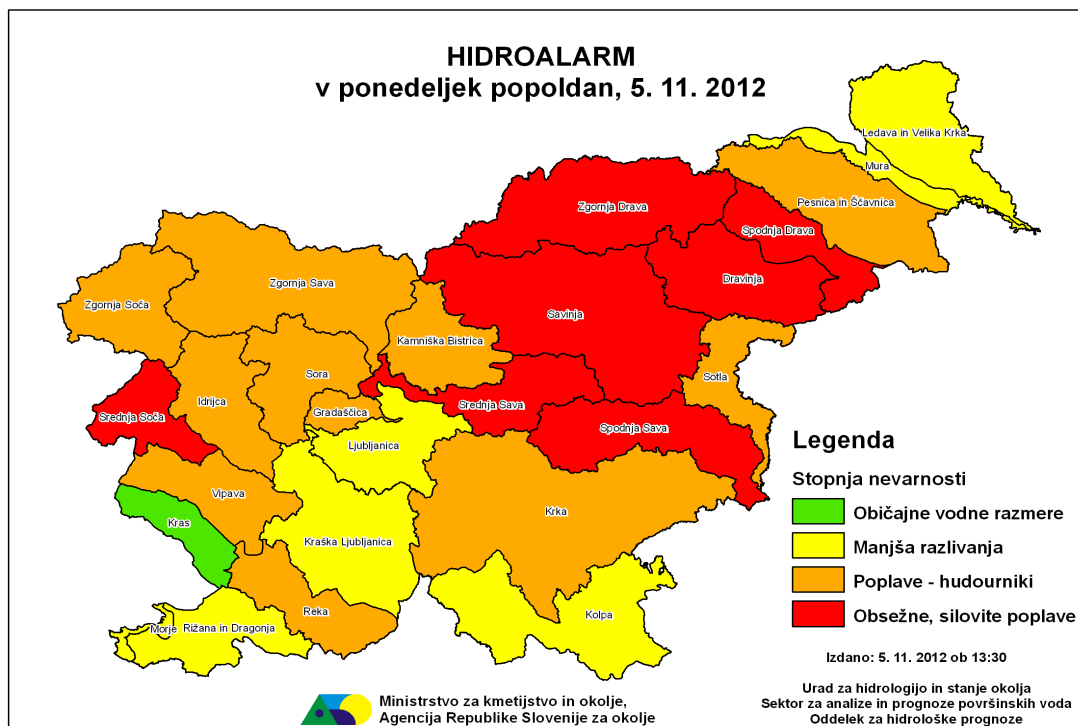 HIDROALARM
v ponedeljek popoldan, 5. 11. 2012
Ledava in Velika Krka
Mura
Pesnica in Ščavnica
Zgornja Drava
Spodnja Drava
Dravinja
Zgornja Sava
Zgornja Soča
Savinja
Kamniška Bistrica
Sora
Sotla
Idrijca
Srednja Sava
Gradaščica
Srednja Soča
Spodnja Sava
Ljubljanica
Vipava
Krka
Kras
Kraška Ljubljanica
Reka
Kolpa
Morje
Rižana in Dragonja
Legenda
Stopnja nevarnosti
Običajne vodne razmere
Manjša razlivanja
Poplave - hudourniki
Obsežne, silovite poplave
Izdano: 5. 11. 2012 ob 13:30
Urad za hidrologijo in stanje okolja
Sektor za analize in prognoze površinskih voda
Oddelek za hidrološke prognoze
Ministrstvo za kmetijstvo in okolje,
Agencija Republike Slovenije za okolje